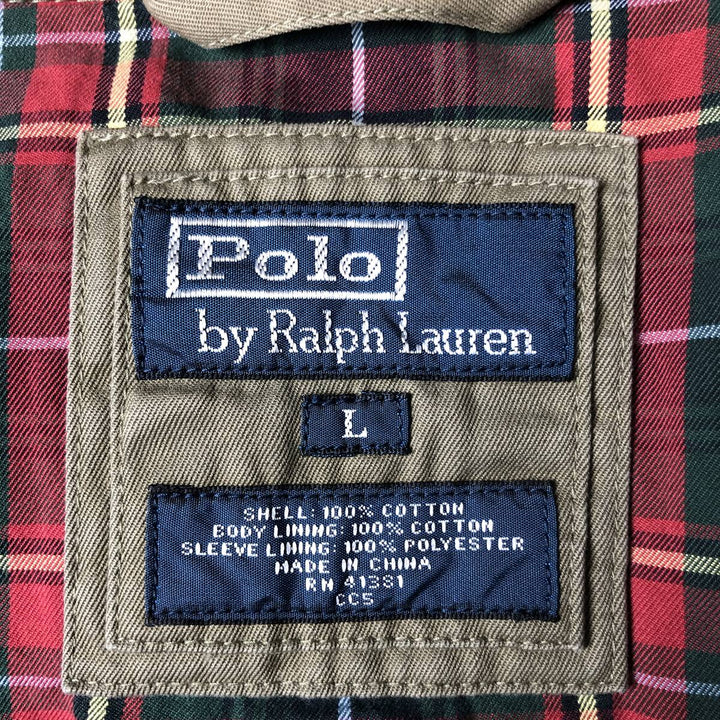 Polo
by Ralph Lauren
L
SHELL: 100% COTTON
BODY LINING: 100% COTTON
SLEEVE LINING: 100% POLYESTER
MADE IN CHINA
RN 41381
CC5